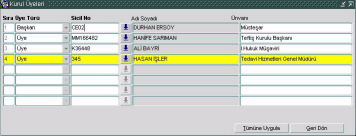 Kurul Üyeleri
Sıra Üye Türü Sicil No Adı Soyadı Ünvanı
1 Başkan CE02 DURHAN ERSOY Müsteşar
2 Üye MM168462 HANİFE SARIMAN Teftiş Kurulu Başkanı
3 Üye K36448 ALİ BAYRİ I.Hukuk Müşaviri
4 Üye 345 HASAN İŞLER Tedavi Hizmetleri Genel Müdürü
Tümüne Uygula Geri Dön